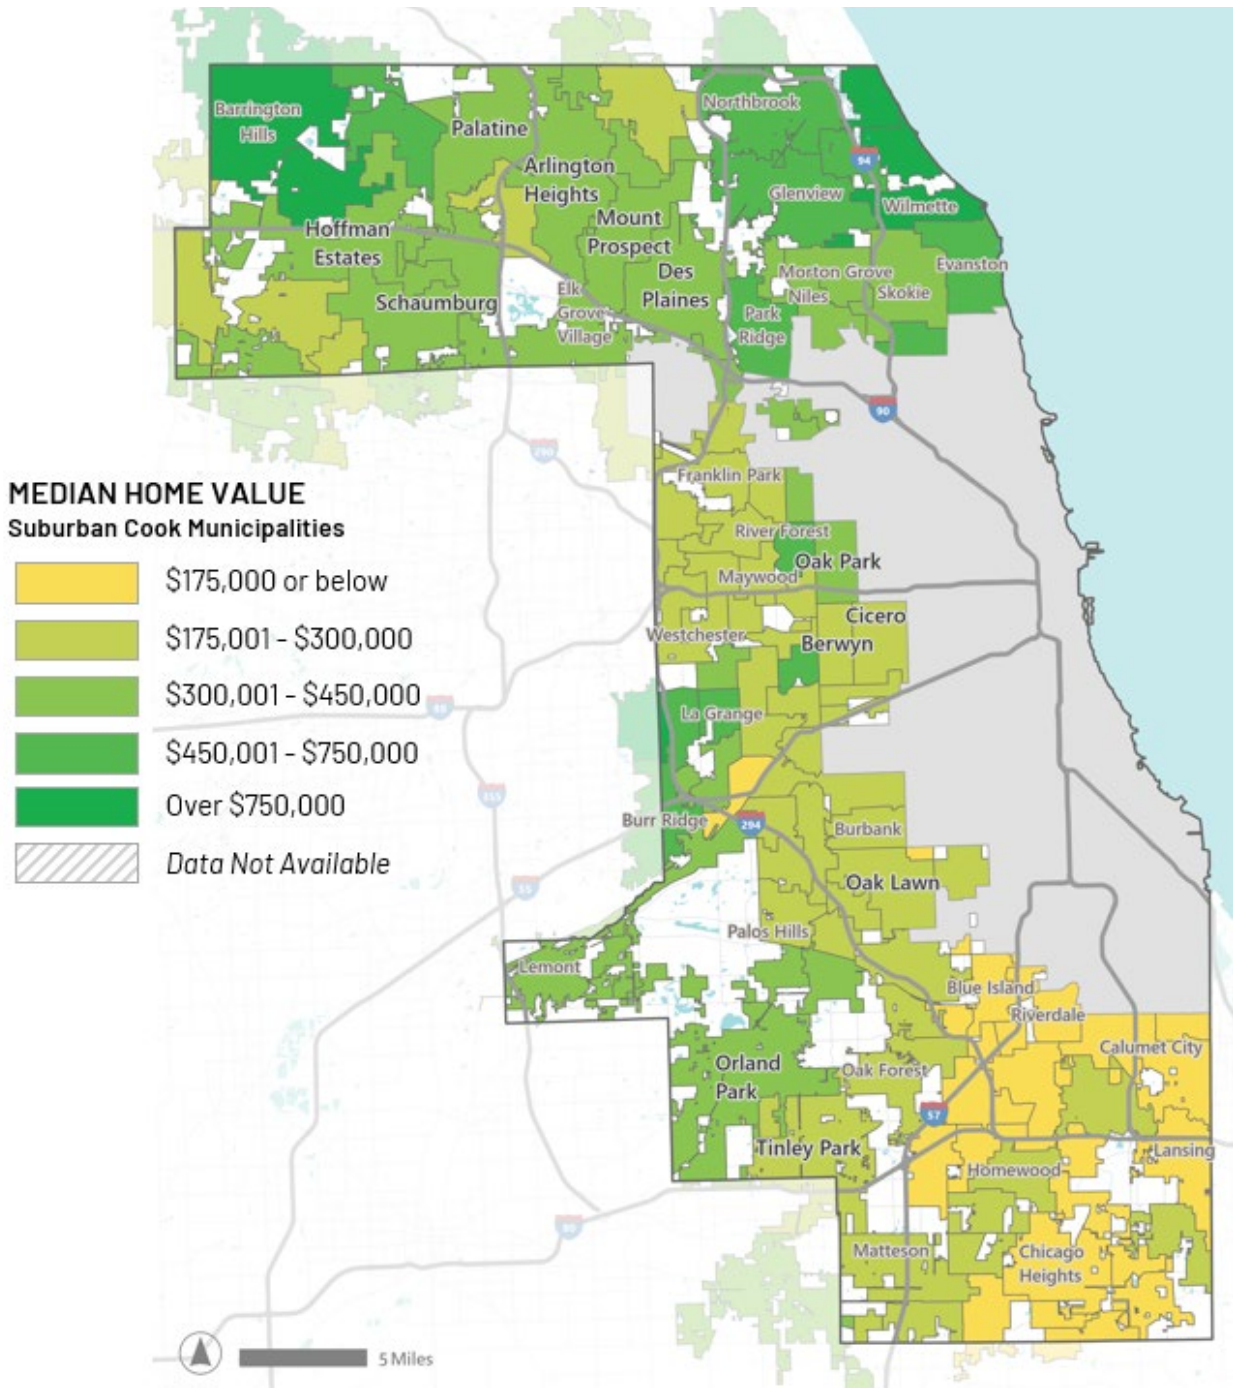 Barrington
Hills
Palatine
Northbrook
94
Arlington
Heights
Glenview
Wilmette
Hoffman
Estates
Mount
Prospect
Des
Plaines
Morton Grove
Niles
Skokie
Evanston
Schaumburg
Elk
Grove
Village
Park
Ridge
90
290
Franklin Park
MEDIAN HOME VALUE
Suburban Cook Municipalities
$175,000 or below
$175,001 - $300,000
$300,001 - $450,000
$450,001 - $750,000
Over $750,000
Data Not Available
River Forest
Oak Park
Maywood
Cicero
Berwyn
Westchester
La Grange
88
355
Burr Ridge
294
Burbank
55
Oak Lawn
Palos Hills
Lemont
Blue Island
Riverdale
Calumet City
Orland
Park
Oak Forest
57
Tinley Park
Lansing
Homewood
80
Matteson
Chicago
Heights
5 Miles